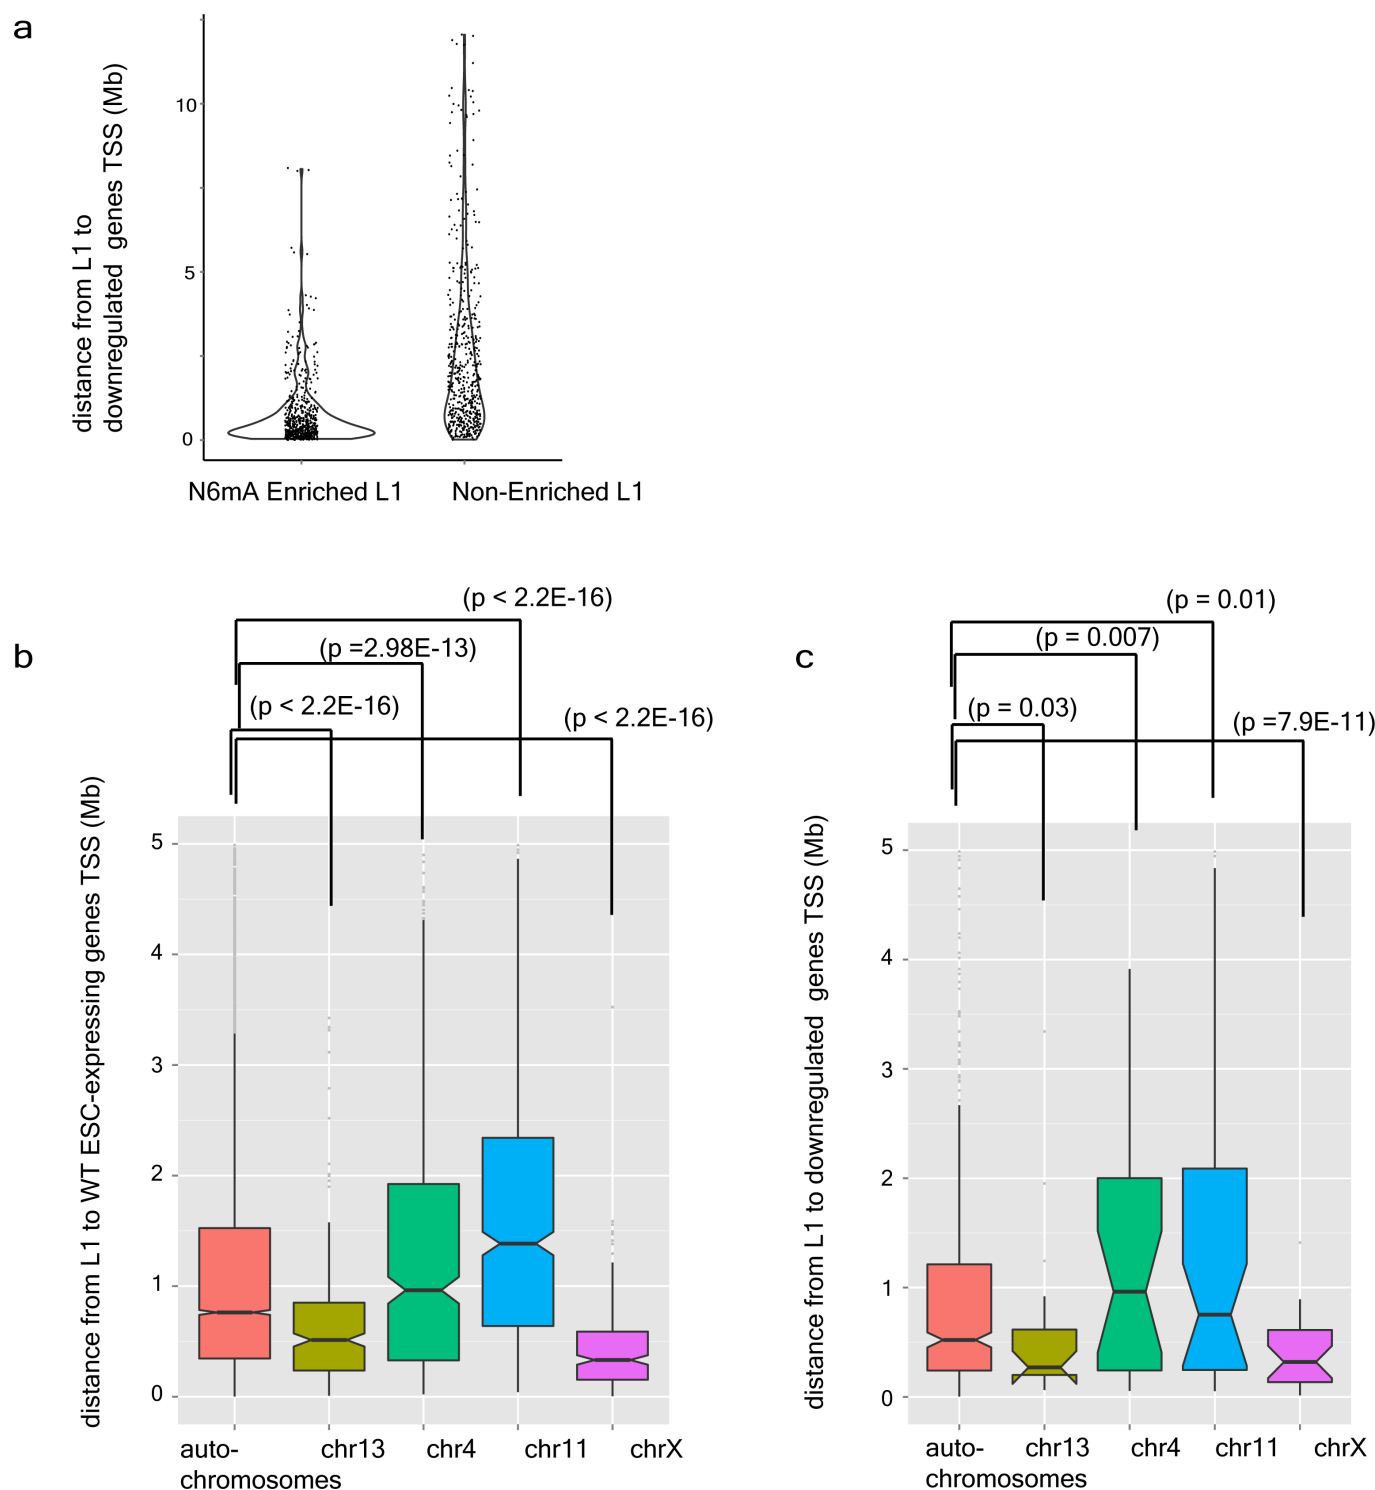 a
distance from L1 to
downregulated genes TSS (Mb)
10
5
0
N6mA Enriched L1
Non-Enriched L1
b
(p < 2.2E-16)
(p =2.98E-13)
(p < 2.2E-16)
(p < 2.2E-16)
distance from L1 to WT ESC-expressing genes TSS (Mb)
5
4
3
2
1
0
auto-
chromosomes
chr13
chr4
chr11
chrX
c
(p = 0.01)
(p = 0.007)
(p = 0.03)
(p =7.9E-11)
distance from L1 to downregulated genes TSS (Mb)
5
4
3
2
1
0
auto-
chromosomes
chr13
chr4
chr11
chrX